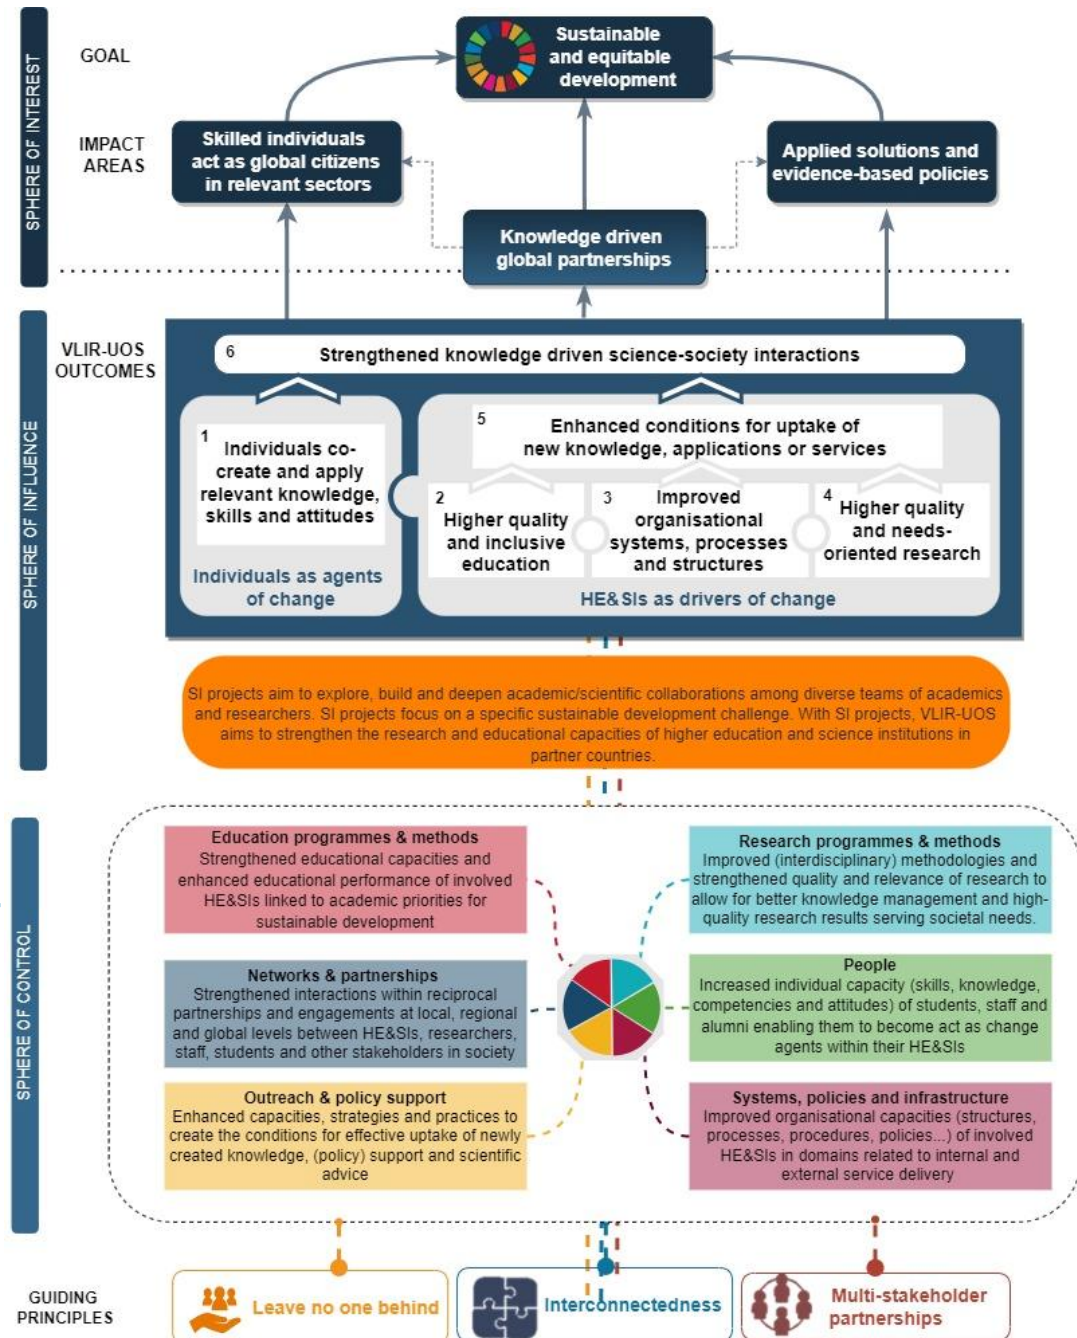 SPHERE OF INTEREST
GOAL
Sustainable
and equitable
development
IMPACT
AREAS
Skilled individuals
act as global citizens
in relevant sectors
Applied solutions and
evidence-based policies
Knowledge driven
global partnerships
SPHERE OF INFLUENCE
VLIR-UOS
OUTCOMES
6
Strengthened knowledge driven science-society interactions
1
Individuals co-
create and apply
relevant knowledge,
skills and attitudes
Individuals as agents
of change
5
Enhanced conditions for uptake of
new knowledge, applications or services
2
Higher quality
and inclusive
education
3
Improved
organisational
systems, processes
and structures
4
Higher quality
and needs-
oriented research
HE&SIs as drivers of change
SI projects aim to explore, build and deepen academic/scientific collaborations among diverse teams of academics
and researchers. SI projects focus on a specific sustainable development challenge. With SI projects, VLIR-UOS
aims to strengthen the research and educational capacities of higher education and science institutions in
partner countries.
SPHERE OF CONTROL
Education programmes & methods
Strengthened educational capacities and
enhanced educational performance of involved
HE&SIs linked to academic priorities for
sustainable development
Research programmes & methods
Improved (interdisciplinary) methodologies and
strengthened quality and relevance of research to
allow for better knowledge management and high-
quality research results serving societal needs.
Networks & partnerships
Strengthened interactions within reciprocal
partnerships and engagements at local, regional
and global levels between HE&SIs, researchers,
staff, students and other stakeholders in society
People
Increased individual capacity (skills, knowledge,
competencies and attitudes) of students, staff and
alumni enabling them to become act as change
agents within their HE&SIs
Outreach & policy support
Enhanced capacities, strategies and practices to
create the conditions for effective uptake of newly
created knowledge, (policy) support and scientific
advice
Systems, policies and infrastructure
Improved organisational capacities (structures,
processes, procedures, policies...) of involved
HE&SIs in domains related to internal and
external service delivery
GUIDING
PRINCIPLES
Leave no one behind
Interconnectedness
Multi-stakeholder
partnerships